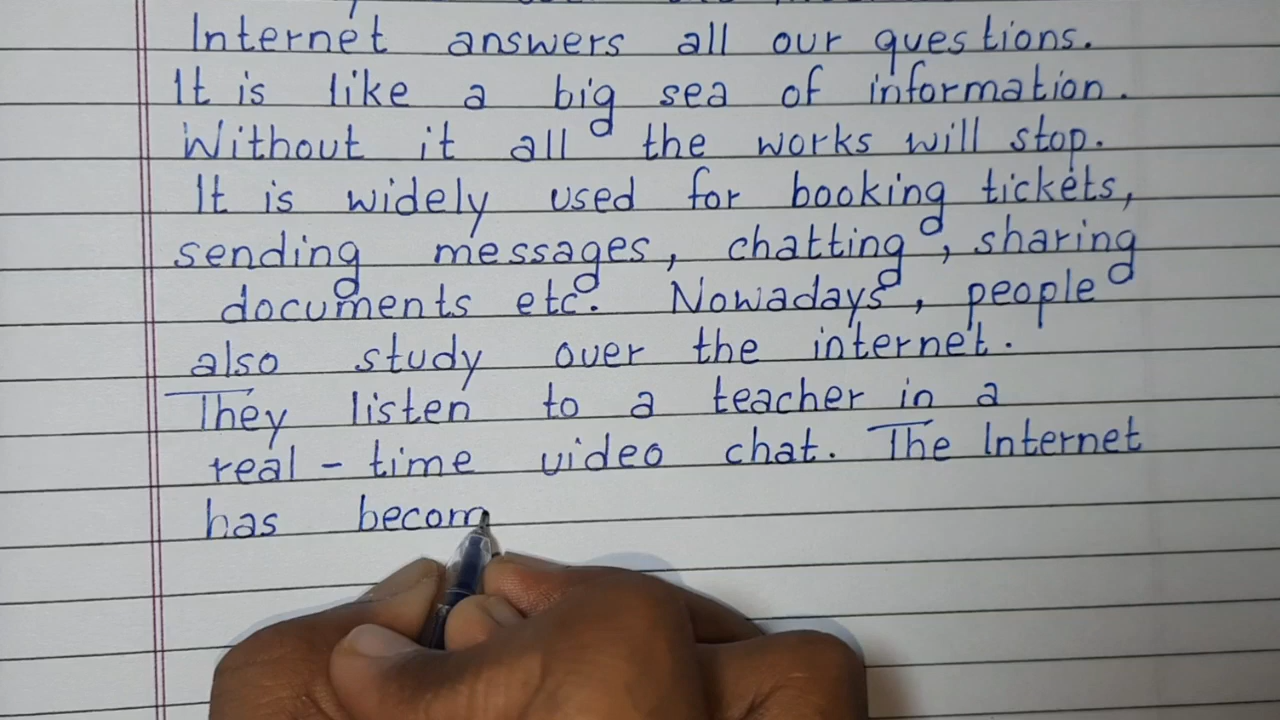 Internet answers all our questions.
It is like a big sea of information.
Without it all the works will stop.
It is widely used for booking tickets,
sending messages, chatting, sharing
documents etc. Nowadays, people
also study over the internet.
They listen to a teacher in a
real-time video chat. The Internet
has becom